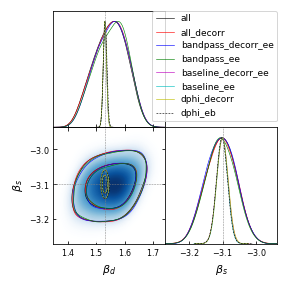 all
all_decorr
bandpass_decorr_ee
bandpass_ee
baseline_decorr_ee
baseline_ee
dphi_decorr
dphi_eb
−3.0
−3.1
−3.2
βs
1.4 1.5 1.6 1.7
−3.2 −3.1 −3.0
βd βs